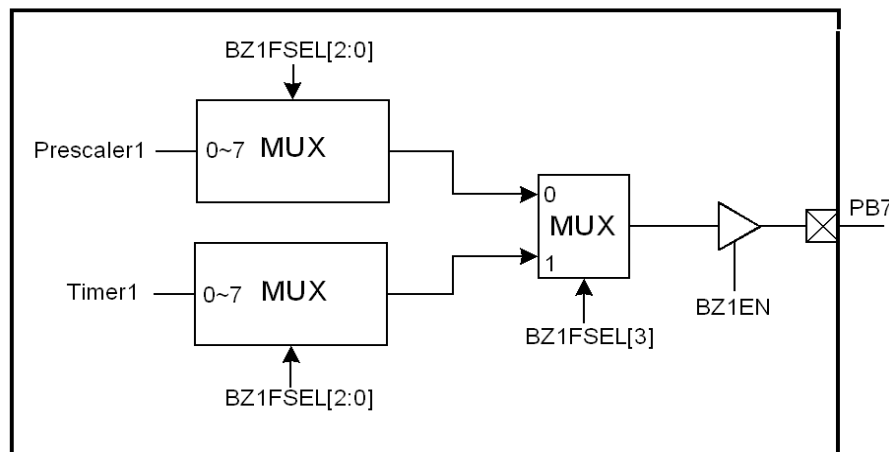 BZ1FSEL[2:0]
Prescaler1
0~7 MUX
0
PB7
MUX
1
Timer1
0~7 MUX
BZ1EN
BZ1FSEL[3]
BZ1FSEL[2:0]